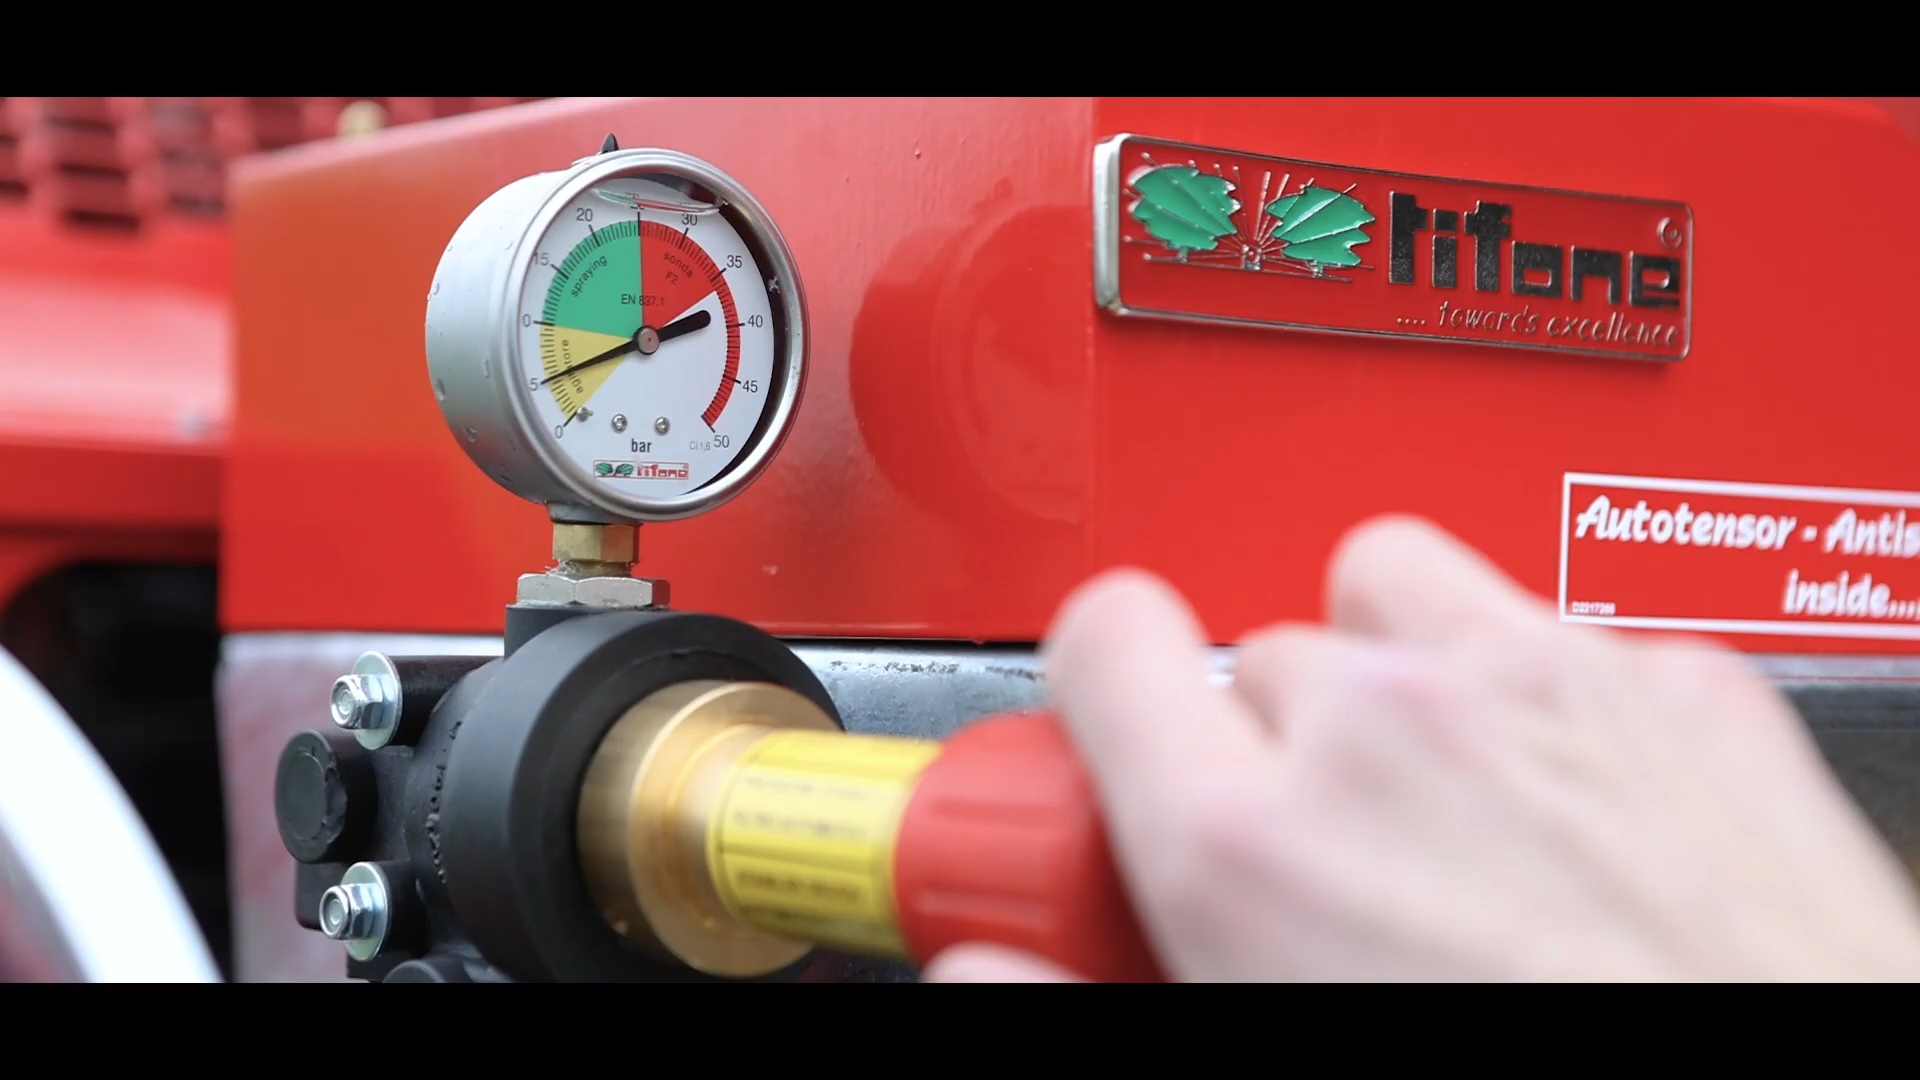 20
30
15
35
spraying
sonda
F2
EN 837.1
0
40
5
45
0
bar
Cl.1,6
50
tifone
tifone
.... towards excellence
Autotensor - Antis
inside...
D2217288